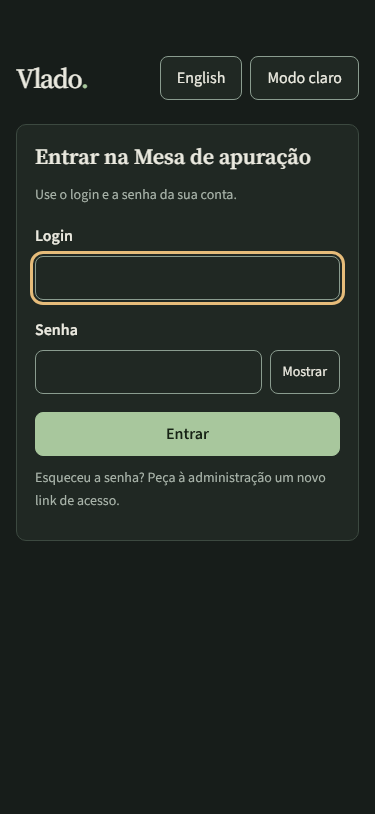 Vlado.
English
Modo claro
Entrar na Mesa de apuração
Use o login e a senha da sua conta.
Login
Senha
Mostrar
Entrar
Esqueceu a senha? Peça à administração um novo
link de acesso.